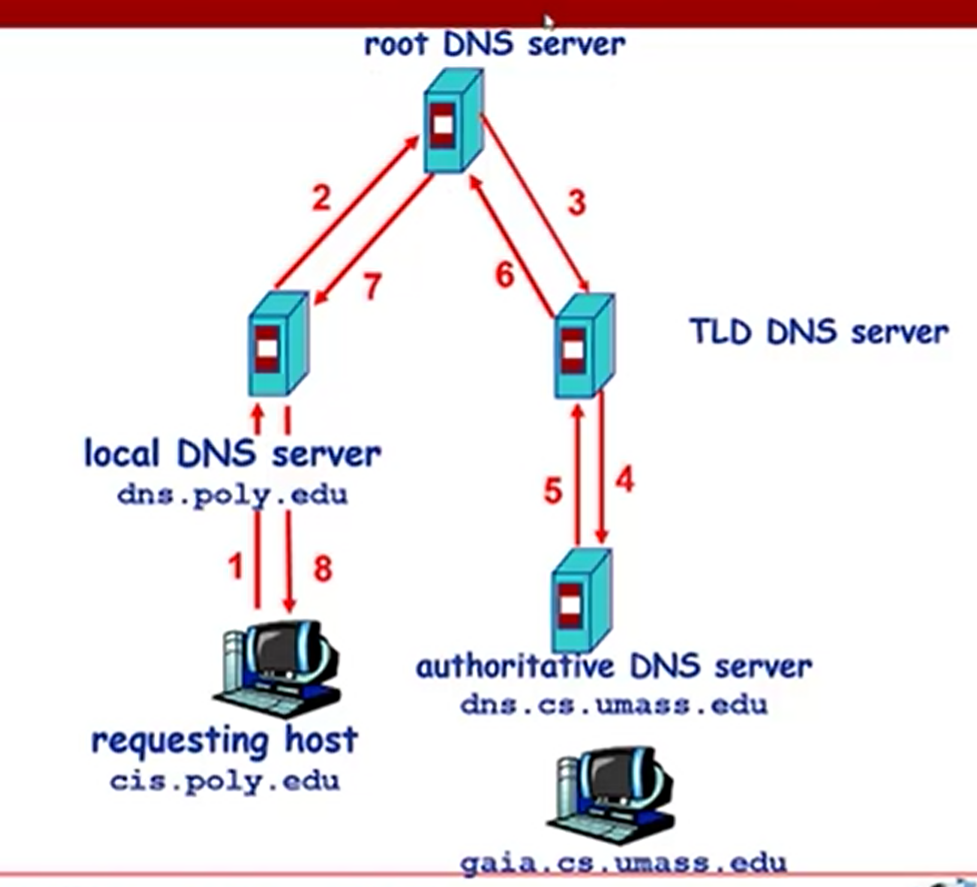 root DNS server
2
3
7
6
TLD DNS server
local DNS server
dns.poly.edu
5
4
1
8
authoritative DNS server
dns.cs.umass.edu
requesting host
cis.poly.edu
gaia.cs.umass.edu